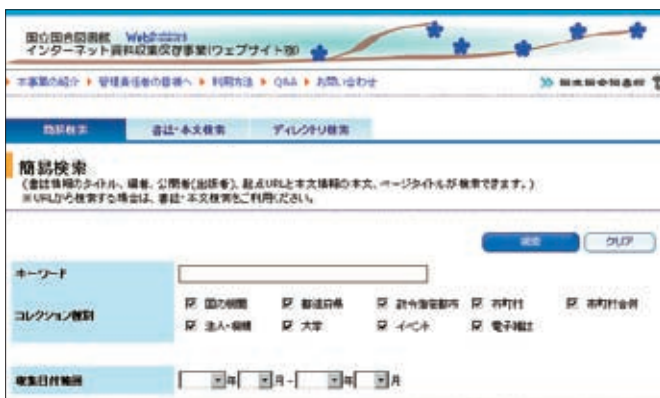 国立国会図書館 Web
インターネット資料収集保存事業(ウェブサイト別)
本事業の紹介 管理責任者の皆様へ 利用方法 Q&A お問い合わせ 国立国会図書館
簡易検索 書誌・本文検索 ディレクトリ検索
簡易検索
(書誌情報のタイトル、編者、公開者(出版者)、起点URLと本文情報の本文、ページタイトルが検索できます。)
※URLから検索する場合は、書誌・本文検索をご利用ください。
検索 クリア
キーワード
コレクション種別
国の機関 都道府県 政令指定都市 市町村 市町村合併
法人・機構 大学 イベント 電子雑誌
収集日付範囲 年 月 - 年 月